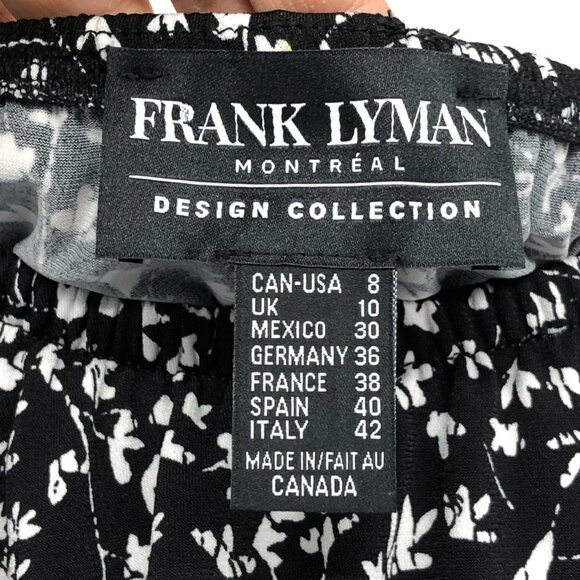 FRANK LYMAN
MONTRÉAL
DESIGN COLLECTION
CAN-USA 8
UK 10
MEXICO 30
GERMANY 36
FRANCE 38
SPAIN 40
ITALY 42
MADE IN/FAIT AU
CANADA